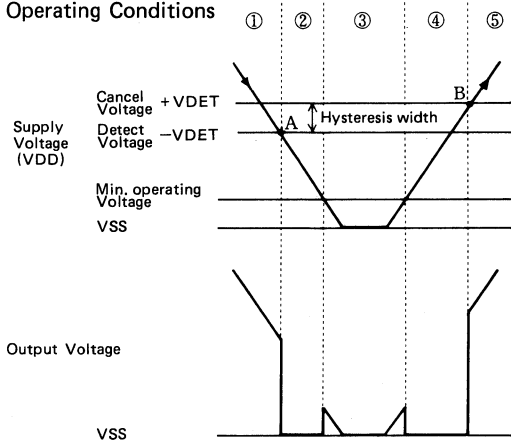 Operating Conditions
① ② ③ ④ ⑤
Cancel
Voltage +VDET
B
Hysteresis width
A
Supply
Voltage
(VDD)
Detect
Voltage −VDET
Min. operating
Voltage
VSS
Output Voltage
VSS